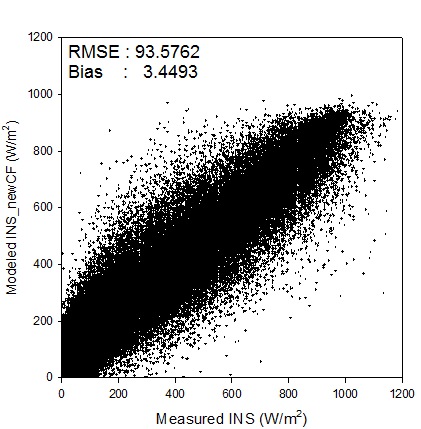 1200
1000
800
600
400
200
0
RMSE : 93.5762
Bias : 3.4493
Modeled INS_newCF (W/m²)
0 200 400 600 800 1000 1200
Measured INS (W/m²)